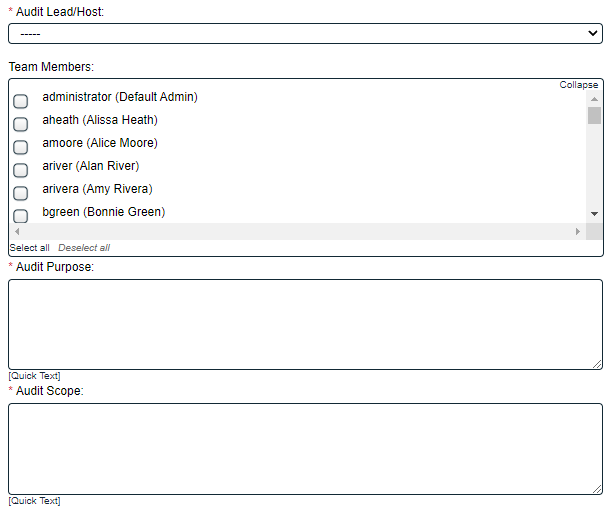 * Audit Lead/Host:
-----
Team Members:
Collapse
administrator (Default Admin)
aheath (Alissa Heath)
amoore (Alice Moore)
ariver (Alan River)
arivera (Amy Rivera)
bgreen (Bonnie Green)
Select all Deselect all
* Audit Purpose:
[Quick Text]
* Audit Scope:
[Quick Text]